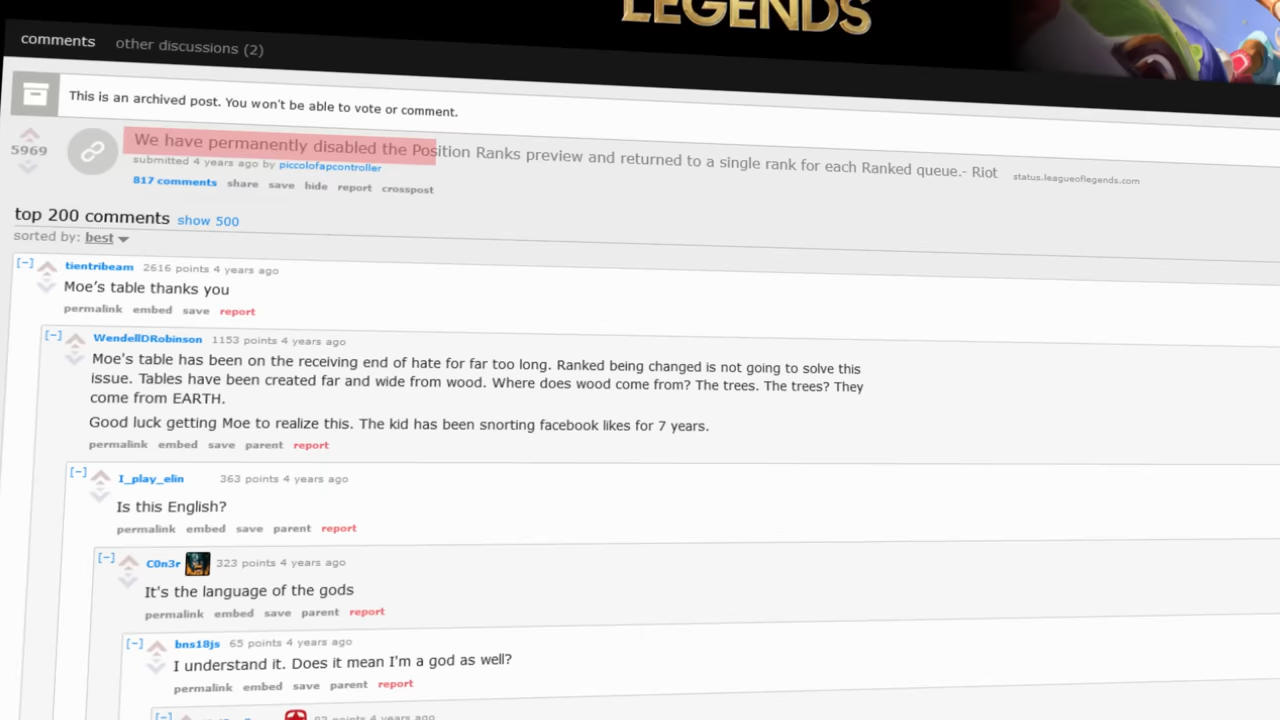 LEGENDS
comments other discussions (2)
This is an archived post. You won't be able to vote or comment.
5969
We have permanently disabled the Position Ranks preview and returned to a single rank for each Ranked queue.- Riot status.leagueoflegends.com
submitted 4 years ago by piccolofapcontroller
817 comments share save hide report crosspost
top 200 comments show 500
sorted by: best
[–] tientribeam 2616 points 4 years ago
Moe's table thanks you
permalink embed save report
[–] WendellDRobinson 1153 points 4 years ago
Moe's table has been on the receiving end of hate for far too long. Ranked being changed is not going to solve this
issue. Tables have been created far and wide from wood. Where does wood come from? The trees. The trees? They
come from EARTH.
Good luck getting Moe to realize this. The kid has been snorting facebook likes for 7 years.
permalink embed save parent report
[–] I_play_elin 363 points 4 years ago
Is this English?
permalink embed save parent report
[–] C0n3r 323 points 4 years ago
It's the language of the gods
permalink embed save parent report
[–] bns18js 65 points 4 years ago
I understand it. Does it mean I'm a god as well?
permalink embed save parent report
[–] points 4 years ago